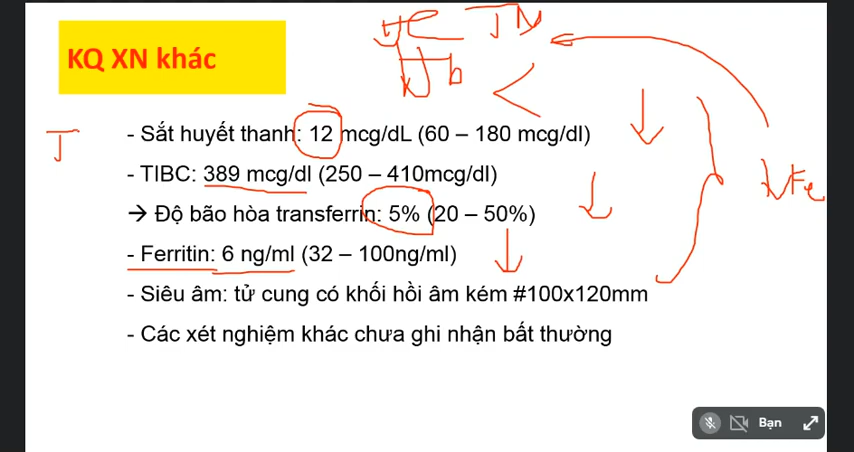 KQ XN khác
- Sắt huyết thanh: 12 mcg/dL (60 – 180 mcg/dl)
- TIBC: 389 mcg/dl (250 – 410mcg/dl)
→ Độ bão hòa transferrin: 5% (20 – 50%)
- Ferritin: 6 ng/ml (32 – 100ng/ml)
↓Fe
- Siêu âm: tử cung có khối hồi âm kém #100x120mm
- Các xét nghiệm khác chưa ghi nhận bất thường
Bạn